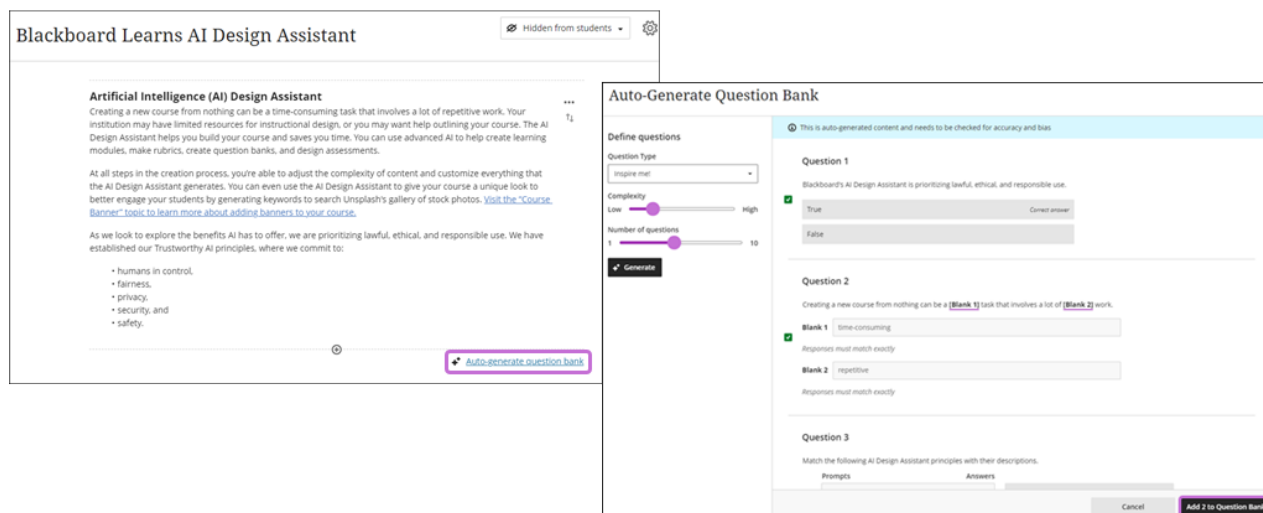 Blackboard Learns AI Design Assistant
Hidden from students
Artificial Intelligence (AI) Design Assistant
Creating a new course from nothing can be a time-consuming task that involves a lot of repetitive work. Your
institution may have limited resources for instructional design, or you may want help outlining your course. The AI
Design Assistant helps you build your course and saves you time. You can use advanced AI to help create learning
modules, make rubrics, create question banks, and design assessments.
At all steps in the creation process, you're able to adjust the complexity of content and customize everything that
the AI Design Assistant generates. You can even use the AI Design Assistant to give your course a unique look to
better engage your students by generating keywords to search Unsplash's gallery of stock photos. Visit the "Course
Banner" topic to learn more about adding banners to your course.
As we look to explore the benefits AI has to offer, we are prioritizing lawful, ethical, and responsible use. We have
established our Trustworthy AI principles, where we commit to:
• humans in control,
• fairness,
• privacy,
• security, and
• safety.
Auto-generate question bank
Auto-Generate Question Bank
Define questions
Question Type
Inspire me!
Complexity
Low High
Number of questions
1 10
Generate
This is auto-generated content and needs to be checked for accuracy and bias
Question 1
Blackboard's AI Design Assistant is prioritizing lawful, ethical, and responsible use.
True Correct answer
False
Question 2
Creating a new course from nothing can be a [Blank 1] task that involves a lot of [Blank 2] work.
Blank 1 time-consuming
Responses must match exactly
Blank 2 repetitive
Responses must match exactly
Question 3
Match the following AI Design Assistant principles with their descriptions.
Prompts Answers
Cancel Add 2 to Question Bank